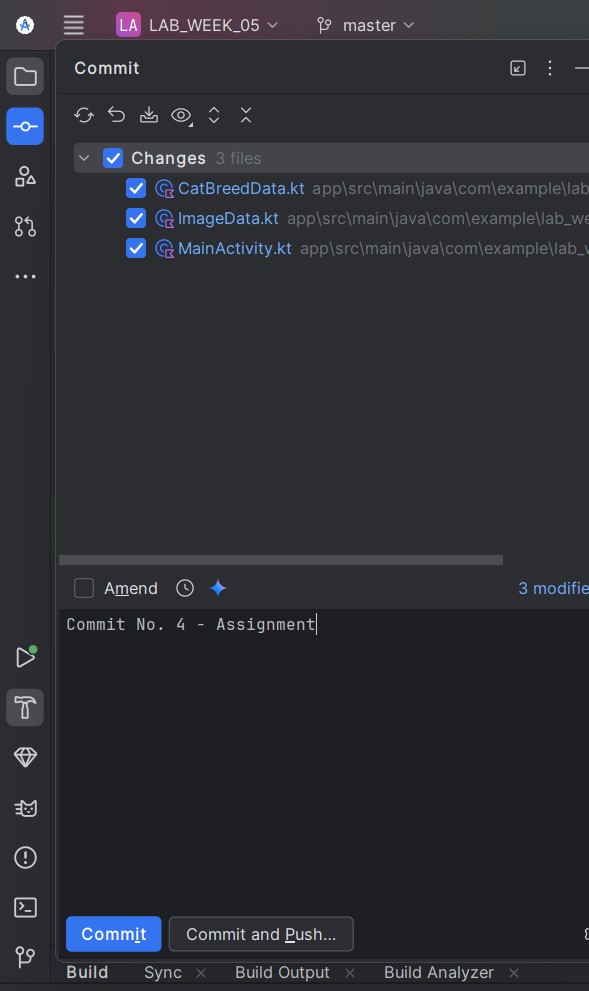 LA LAB_WEEK_05 master
Commit
Changes 3 files
CatBreedData.kt app\src\main\java\com\example\lab
ImageData.kt app\src\main\java\com\example\lab_we
MainActivity.kt app\src\main\java\com\example\lab_w
Amend 3 modifie
Commit No. 4 - Assignment
Commit Commit and Push...
Build Sync Build Output Build Analyzer